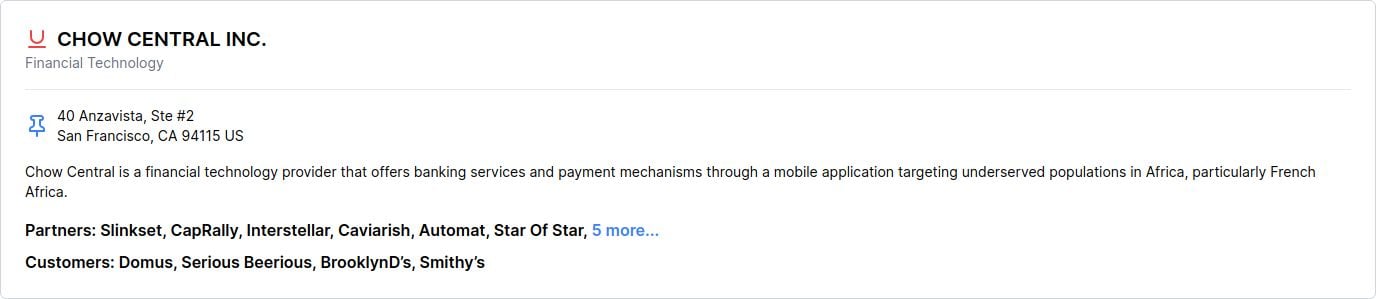 CHOW CENTRAL INC.
Financial Technology
40 Anzavista, Ste #2
San Francisco, CA 94115 US
Chow Central is a financial technology provider that offers banking services and payment mechanisms through a mobile application targeting underserved populations in Africa, particularly French
Africa.
Partners: Slinkset, CapRally, Interstellar, Caviarish, Automat, Star Of Star, 5 more...
Customers: Domus, Serious Beerious, BrooklynD’s, Smithy’s